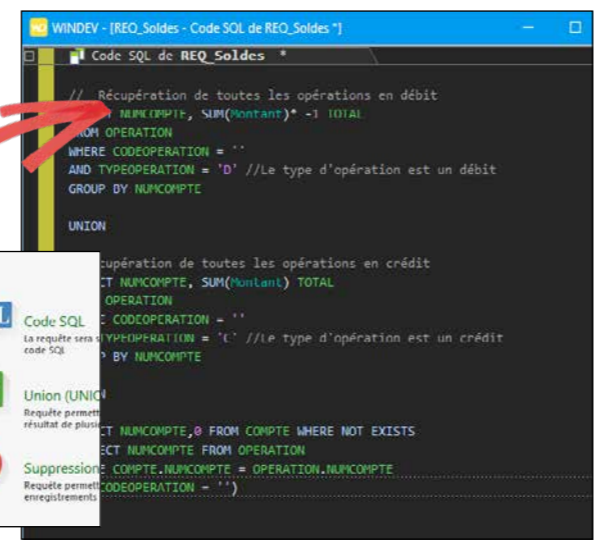 WINDEV - [REQ_Soldes - Code SQL de REQ_Soldes *]
Code SQL de REQ_Soldes *
// Récupération de toutes les opérations en débit
NUMCOMPTE, SUM(Montant)* -1 TOTAL
FROM OPERATION
WHERE CODEOPERATION = ''
AND TYPEOPERATION = 'D' //Le type d'opération est un débit
GROUP BY NUMCOMPTE
UNION
cupération de toutes les opérations en crédit
CT NUMCOMPTE, SUM(Montant) TOTAL
OPERATION
E CODEOPERATION = ''
TYPEOPERATION = 'C' //Le type d'opération est un crédit
P BY NUMCOMPTE
N
CT NUMCOMPTE,0 FROM COMPTE WHERE NOT EXISTS
ECT NUMCOMPTE FROM OPERATION
E COMPTE.NUMCOMPTE = OPERATION.NUMCOMPTE
CODEOPERATION = '')
L
Code SQL
La requête sera s
code SQL
Union (UNIO
Requête permett
résultat de plusi
Suppression
Requête permett
enregistrements